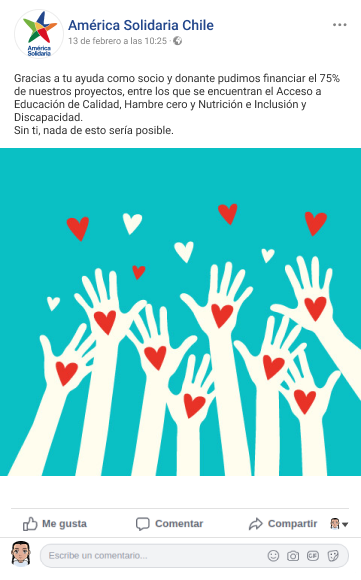 América Solidaria Chile
13 de febrero a las 10:25 ·
América
Solidaria
Gracias a tu ayuda como socio y donante pudimos financiar el 75%
de nuestros proyectos, entre los que se encuentran el Acceso a
Educación de Calidad, Hambre cero y Nutrición e Inclusión y
Discapacidad.
Sin ti, nada de esto sería posible.
Me gusta
Comentar
Compartir
Escribe un comentario...
GIF